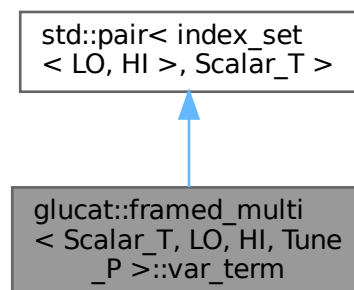 std::pair< index_set
< LO, HI >, Scalar_T >
glucat::framed_multi
< Scalar_T, LO, HI, Tune
_P >::var_term